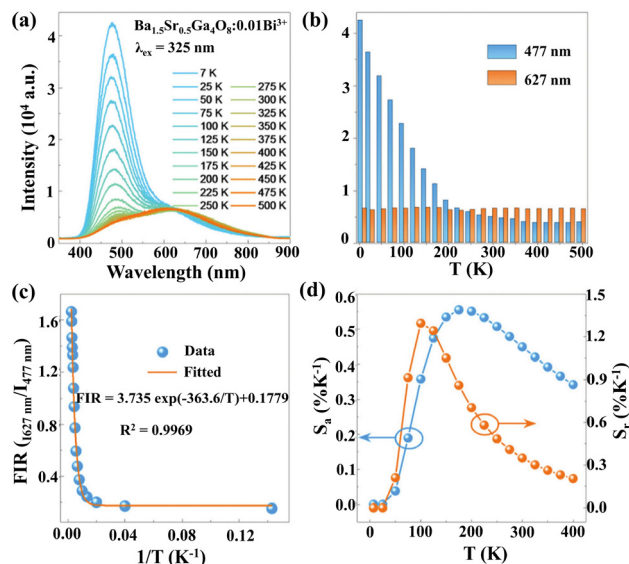 (a)
Ba1.5Sr0.5Ga4O8:0.01Bi3+
λex = 325 nm
7 K
25 K
50 K
75 K
100 K
125 K
150 K
175 K
200 K
225 K
250 K
275 K
300 K
325 K
350 K
375 K
400 K
425 K
450 K
475 K
500 K
Intensity (10^4 a.u.)
0
1
2
3
4
400 500 600 700 800 900
Wavelength (nm)
(b)
477 nm
627 nm
0
1
2
3
4
0 100 200 300 400 500
T (K)
(c)
FIR (I627 nm/I477 nm)
1.6
1.2
0.8
0.4
Data
Fitted
FIR = 3.735 exp(-363.6/T)+0.1779
R2 = 0.9969
0.00 0.04 0.08 0.12
1/T (K-1)
(d)
Sa (%K-1)
0.6
0.5
0.4
0.3
0.2
0.1
0.0
Sr (%K-1)
1.5
1.2
0.9
0.6
0.3
0.0
0 100 200 300 400
T (K)